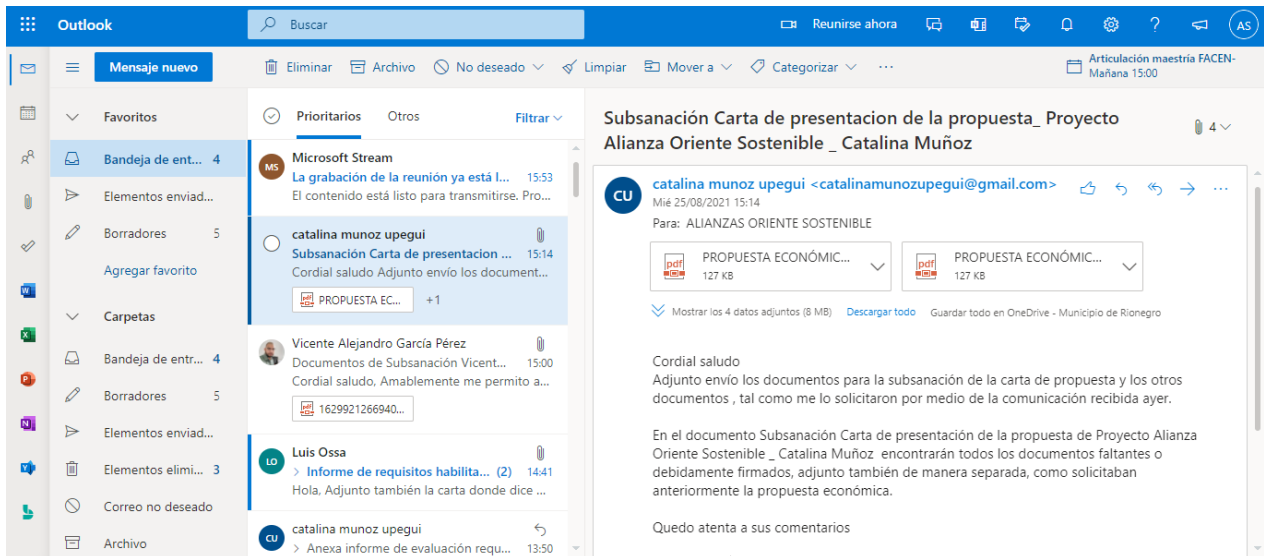 Outlook
Buscar
Reunirse ahora
AS
Mensaje nuevo
Eliminar
Archivo
No deseado
Limpiar
Mover a
Categorizar
Articulación maestría FACEN-
Mañana 15:00
Favoritos
Bandeja de ent... 4
Elementos enviad...
Borradores 5
Agregar favorito
Carpetas
Bandeja de entr... 4
Borradores 5
Elementos enviad...
Elementos elimi... 3
Correo no deseado
Archivo
Prioritarios Otros Filtrar
MS
Microsoft Stream
La grabación de la reunión ya está l... 15:53
El contenido está listo para transmitirse. Pro...
catalina munoz upegui
Subsanación Carta de presentacion ... 15:14
Cordial saludo Adjunto envío los document...
pdf PROPUESTA EC... +1
Vicente Alejandro García Pérez
Documentos de Subsanación Vicent... 15:00
Cordial saludo, Amablemente me permito a...
pdf 1629921266940...
LO
Luis Ossa
> Informe de requisitos habilita... (2) 14:41
Hola, Adjunto también la carta donde dice ...
CU
catalina munoz upegui
> Anexa informe de evaluación requ... 13:50
Subsanación Carta de presentacion de la propuesta_ Proyecto
Alianza Oriente Sostenible _ Catalina Muñoz
4
CU
catalina munoz upegui <catalinamunozupegui@gmail.com>
Mié 25/08/2021 15:14
Para: ALIANZAS ORIENTE SOSTENIBLE
pdf PROPUESTA ECONÓMIC...
127 KB
pdf PROPUESTA ECONÓMIC...
127 KB
Mostrar los 4 datos adjuntos (8 MB) Descargar todo Guardar todo en OneDrive - Municipio de Rionegro
Cordial saludo
Adjunto envío los documentos para la subsanación de la carta de propuesta y los otros
documentos , tal como me lo solicitaron por medio de la comunicación recibida ayer.
En el documento Subsanación Carta de presentación de la propuesta de Proyecto Alianza
Oriente Sostenible _ Catalina Muñoz encontrarán todos los documentos faltantes o
debidamente firmados, adjunto también de manera separada, como solicitaban
anteriormente la propuesta económica.
Quedo atenta a sus comentarios